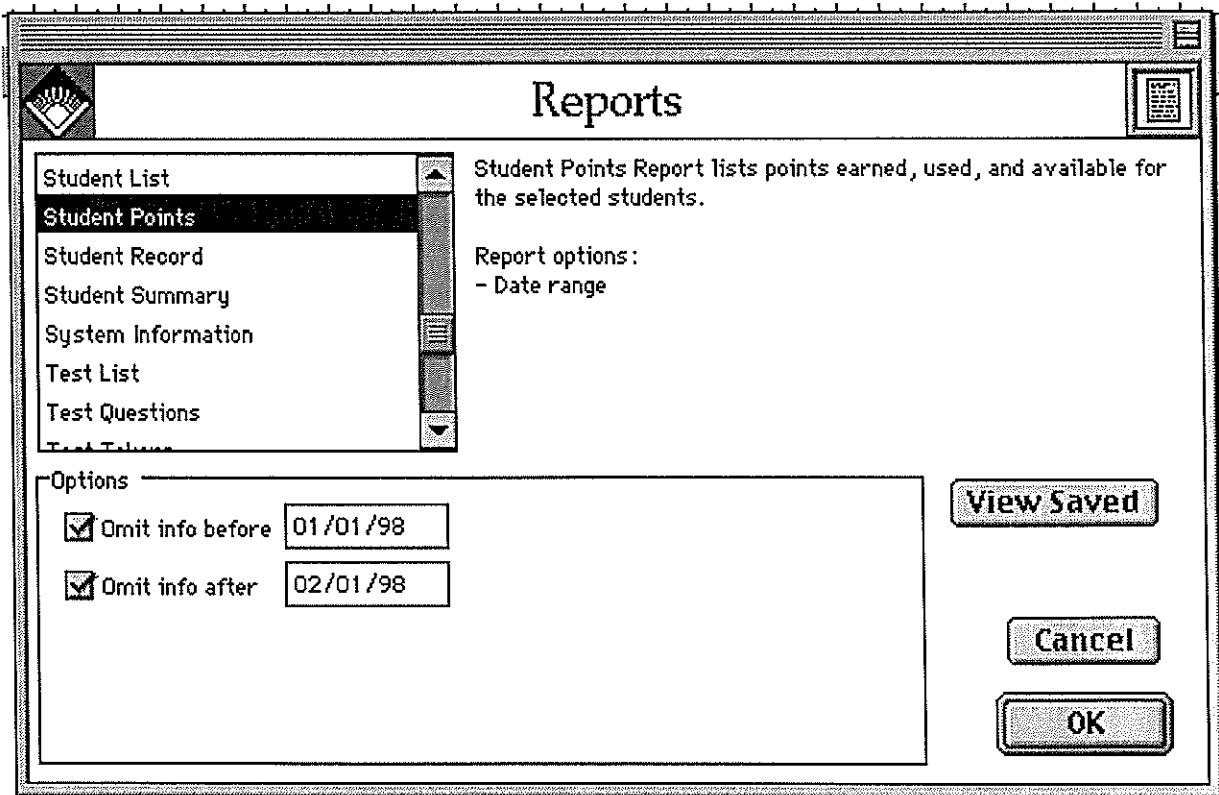 Reports
Student List
Student Points
Student Record
Student Summary
System Information
Test List
Test Questions
Student Points Report lists points earned, used, and available for
the selected students.
Report options:
- Date range
Options
Omit info before 01/01/98
Omit info after 02/01/98
View Saved
Cancel
OK